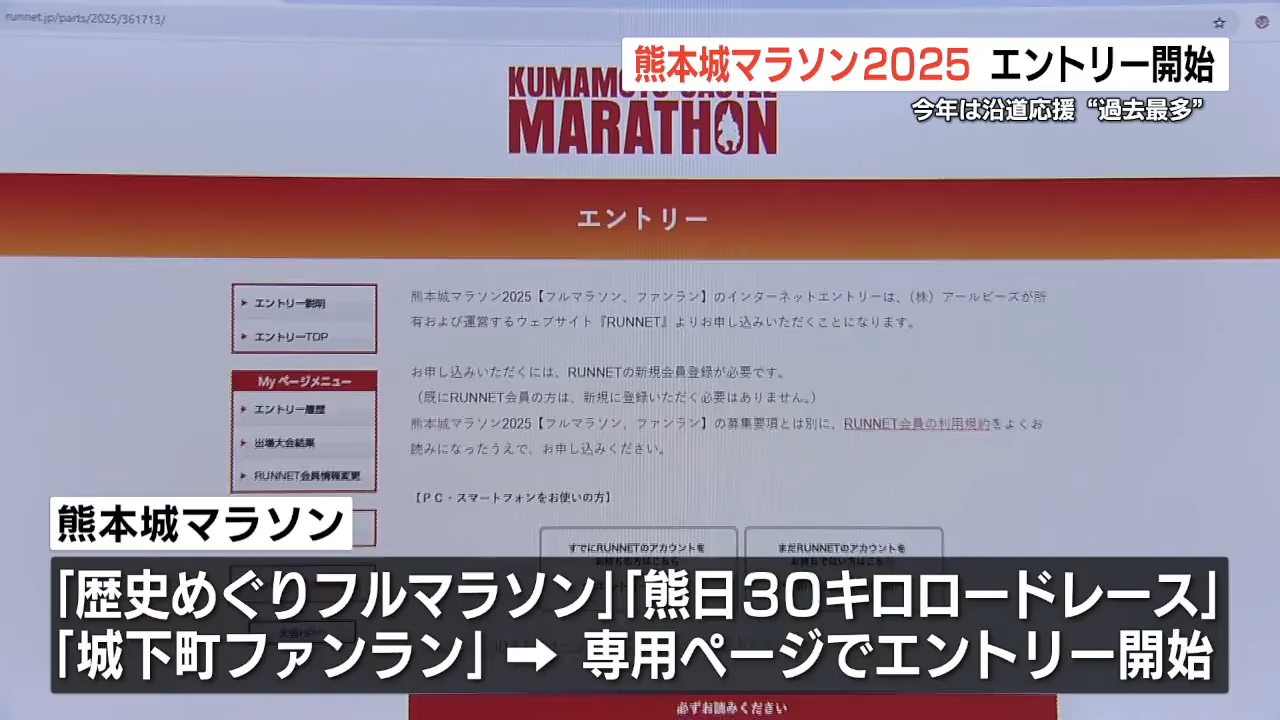 runnet.jp/parts/2025/361713/
熊本城マラソン2025 エントリー開始
今年は沿道応援 “過去最多”
KUMAMOTO CASTLE
MARATHON
エントリー
エントリー説明
エントリーTOP
Myページメニュー
エントリー履歴
出場大会結果
RUNNET会員情報変更
熊本城マラソン2025【フルマラソン、ファンラン】のインターネットエントリーは、（株）アールビーズが所
有および運営するウェブサイト『RUNNET』よりお申し込みいただくことになります。
お申し込みいただくには、RUNNETの新規会員登録が必要です。
（既にRUNNET会員の方は、新規に登録いただく必要はありません。）
熊本城マラソン2025【フルマラソン、ファンラン】の募集要項とは別に、RUNNET会員の利用規約をよくお
読みになったうえで、お申し込みください。
【ＰＣ・スマートフォンをお使いの方】
すでにRUNNETのアカウントを
お持ちの方はこちら
まだRUNNETのアカウントを
お持ちでない方はこちら
熊本城マラソン
「歴史めぐりフルマラソン」「熊日30キロロードレース」
「城下町ファンラン」➡ 専用ページでエントリー開始
必ずお読みください